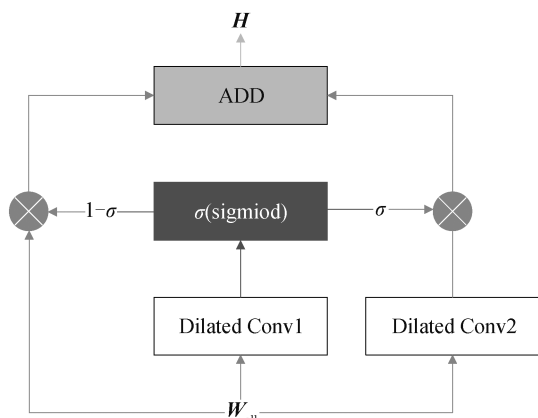 H
ADD
1-σ
σ(sigmiod)
σ
Dilated Conv1
Dilated Conv2
W